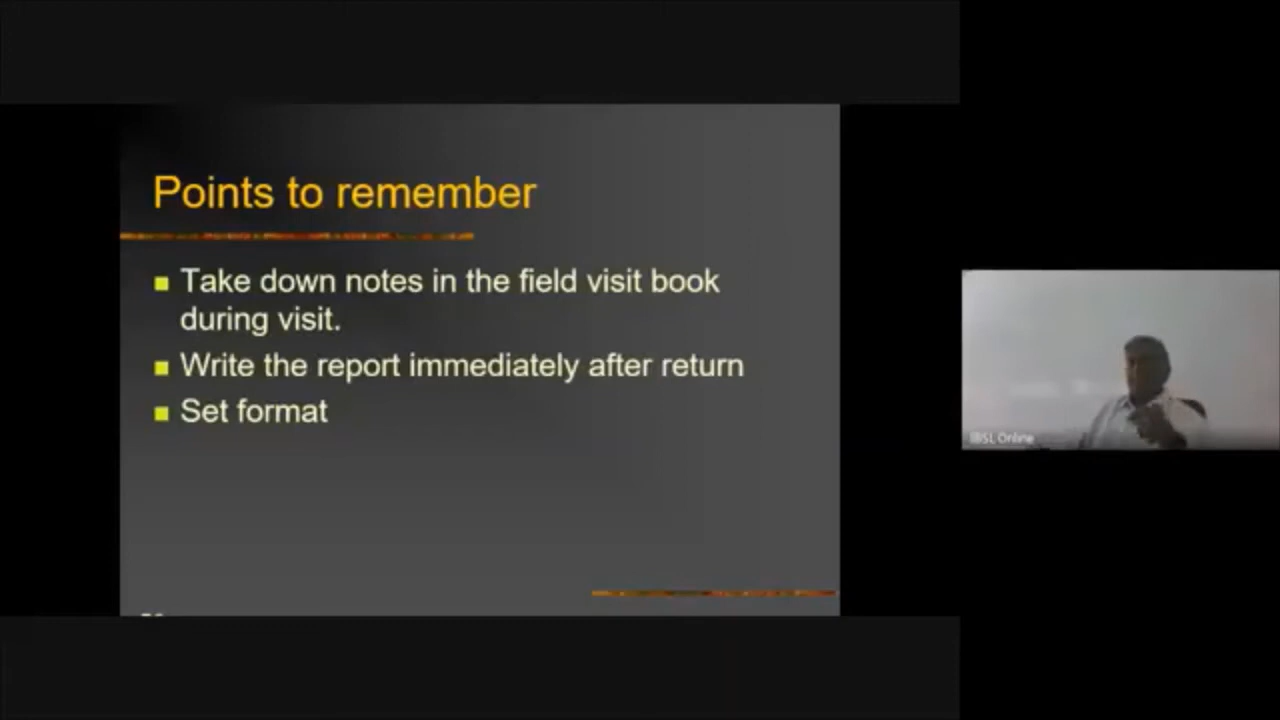 Points to remember
Take down notes in the field visit book
during visit.
Write the report immediately after return
Set format
IBSL Online